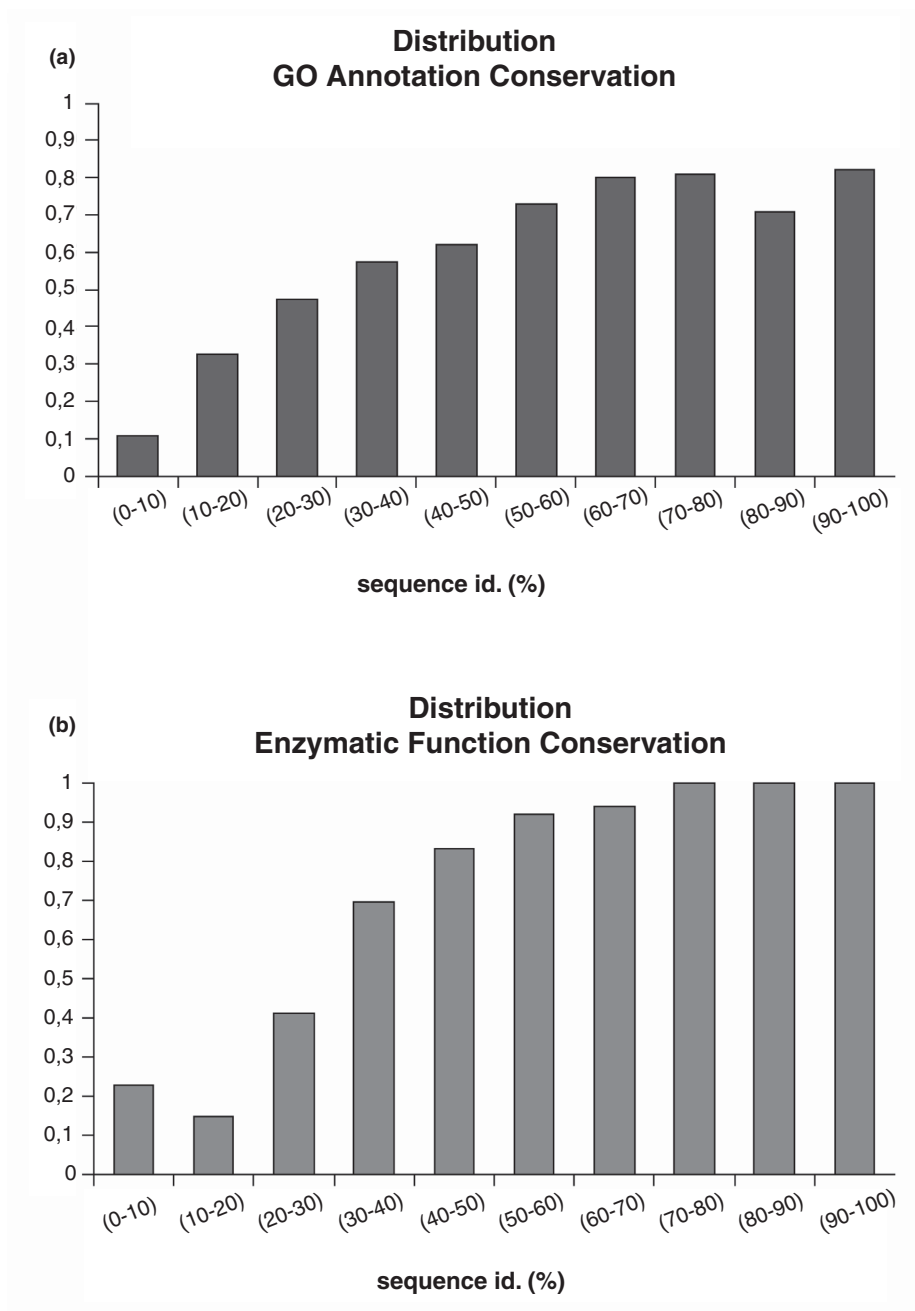 (a)
Distribution
GO Annotation Conservation
1
0,9
0,8
0,7
0,6
0,5
0,4
0,3
0,2
0,1
0
(0-10) (10-20) (20-30) (30-40) (40-50) (50-60) (60-70) (70-80) (80-90) (90-100)
sequence id. (%)
(b)
Distribution
Enzymatic Function Conservation
1
0,9
0,8
0,7
0,6
0,5
0,4
0,3
0,2
0,1
0
(0-10) (10-20) (20-30) (30-40) (40-50) (50-60) (60-70) (70-80) (80-90) (90-100)
sequence id. (%)